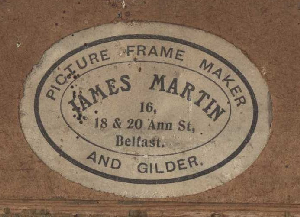 PICTURE FRAME MAKER
JAMES MARTIN
16,
18 & 20 Ann St,
Belfast.
AND GILDER.